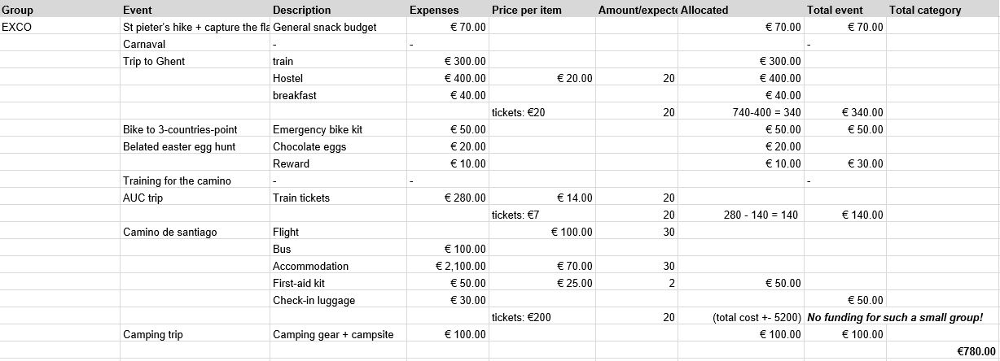 Group Event Description Expenses Price per item Amount/expecte Allocated Total event Total category
EXCO St pieter's hike + capture the fla General snack budget € 70.00 € 70.00 € 70.00
Carnaval - - -
Trip to Ghent train € 300.00 € 300.00
Hostel € 400.00 € 20.00 20 € 400.00
breakfast € 40.00 € 40.00
tickets: €20 20 740-400 = 340 € 340.00
Bike to 3-countries-point Emergency bike kit € 50.00 € 50.00 € 50.00
Belated easter egg hunt Chocolate eggs € 20.00 € 20.00
Reward € 10.00 € 10.00 € 30.00
Training for the camino - - -
AUC trip Train tickets € 280.00 € 14.00 20
tickets: €7 20 280 - 140 = 140 € 140.00
Camino de santiago Flight € 100.00 30
Bus € 100.00
Accommodation € 2,100.00 € 70.00 30
First-aid kit € 50.00 € 25.00 2 € 50.00
Check-in luggage € 30.00 € 50.00
tickets: €200 20 (total cost +- 5200) No funding for such a small group!
Camping trip Camping gear + campsite € 100.00 € 100.00 € 100.00
€780.00